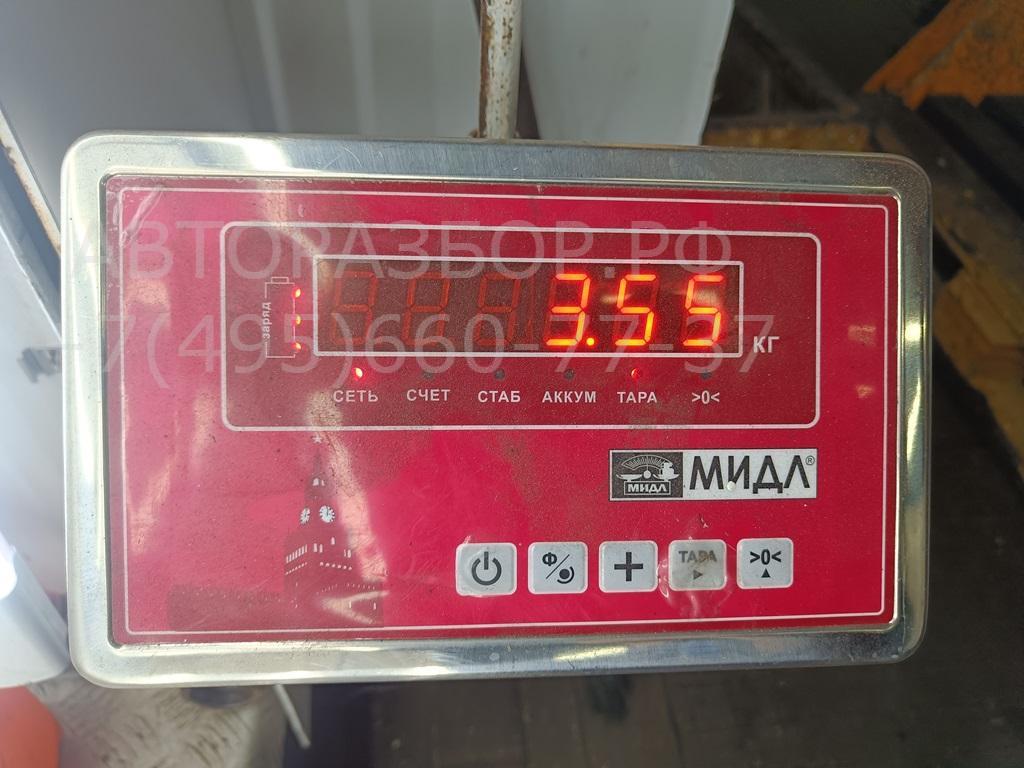 АВТОРАЗБОР.РФ
+7(495)660-77-37
заряд
3.55
КГ
СЕТЬ СЧЕТ СТАБ АККУМ ТАРА >0<
МИДЛ МИДЛ®
Ф/ + ТАРА >0<